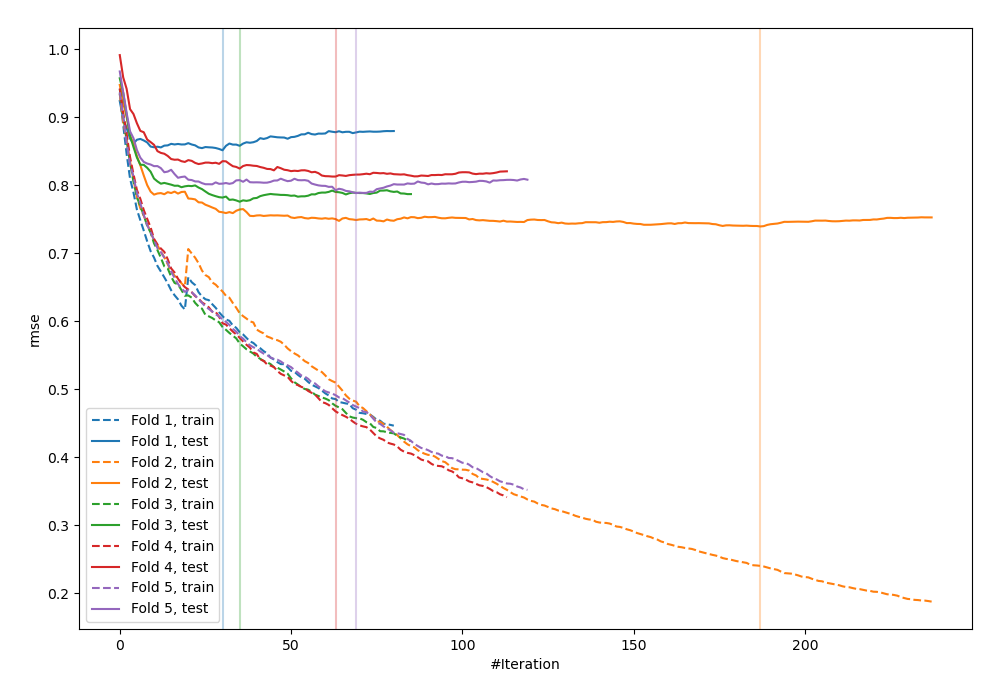 1.0
0.9
0.8
0.7
0.6
0.5
0.4
0.3
0.2
rmse
Fold 1, train
Fold 1, test
Fold 2, train
Fold 2, test
Fold 3, train
Fold 3, test
Fold 4, train
Fold 4, test
Fold 5, train
Fold 5, test
0 50 100 150 200
#Iteration